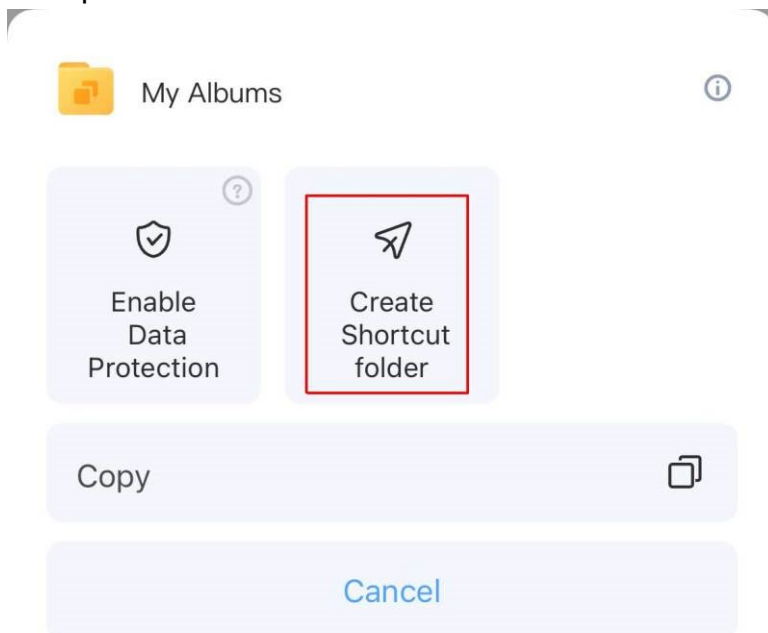 My Albums
Enable
Data
Protection
Create
Shortcut
folder
Copy
Cancel